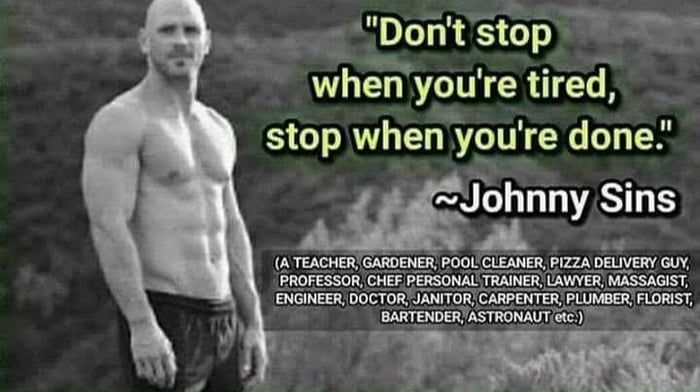 "Don't stop
when you're tired,
stop when you're done."
~Johnny Sins
(A TEACHER, GARDENER, POOL CLEANER, PIZZA DELIVERY GUY,
PROFESSOR, CHEF PERSONAL TRAINER, LAWYER, MASSAGIST,
ENGINEER, DOCTOR, JANITOR, CARPENTER, PLUMBER, FLORIST,
BARTENDER, ASTRONAUT etc.)